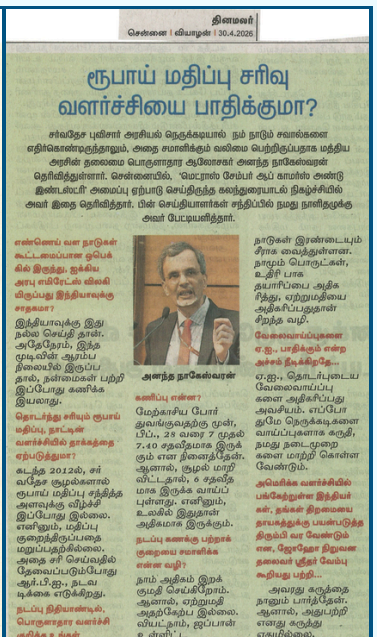 தினமலர்
சென்னை | வியாழன் | 30.4.2026
ரூபாய் மதிப்பு சரிவு
வளர்ச்சியை பாதிக்குமா?
சர்வதேச புவிசார் அரசியல் நெருக்கடியால் நம் நாடும் சவால்களை
எதிர்கொண்டிருந்தாலும், அதை சமாளிக்கும் வலிமை பெற்றிருப்பதாக மத்திய
அரசின் தலைமை பொருளாதார ஆலோசகர் அனந்த நாகேஸ்வரன்
தெரிவித்துள்ளார். சென்னையில், 'மெட்ராஸ் சேம்பர் ஆப் காமர்ஸ் அண்டு
இண்டஸ்ட்ரி' அமைப்பு ஏற்பாடு செய்திருந்த கலந்துரையாடல் நிகழ்ச்சியில்
அவர் இதை தெரிவித்தார். பின் செய்தியாளர்கள் சந்திப்பில் நமது நாளிதழுக்கு
அவர் பேட்டியளித்தார்.
எண்ணெய் வள நாடுகள்
கூட்டமைப்பான ஒபெக்
கில் இருந்து, ஐக்கிய
அரபு எமிரேட்ஸ் விலகி
யிருப்பது இந்தியாவுக்கு
சாதகமா?
இந்தியாவுக்கு இது
நல்ல செய்தி தான்.
அதேநேரம், இந்த
முடிவின் ஆரம்ப
நிலையில் இருப்ப
தால், நன்மைகள் பற்றி
இப்போது கணிக்க
இயலாது.
தொடர்ந்து சரியும் ரூபாய்
மதிப்பு, நாட்டின்
வளர்ச்சியில் தாக்கத்தை
ஏற்படுத்துமா?
கடந்த 2012ல், சர்
வதேச சூழல்களால்
ரூபாய் மதிப்பு சந்தித்த
அளவுக்கு வீழ்ச்சி
இப்போது இல்லை.
எனினும், மதிப்பு
குறைந்திருப்பதை
மறுப்பதற்கில்லை.
அதை சரி செய்வதில்
தேவைப்படும்போது
ஆர்.பி.ஐ., நடவ
டிக்கை எடுக்கிறது.
நடப்பு நிதியாண்டில்,
பொருளாதார வளர்ச்சி
அனந்த நாகேஸ்வரன்
கணிப்பு என்ன?
மேற்காசிய போர்
துவங்குவதற்கு முன்,
பிப்., 28 வரை 7 முதல்
7.40 சதவீதமாக இருக்
கும் என நினைத்தேன்.
ஆனால், சூழல் மாறி
விட்டதால், 6 சதவீத
மாக இருக்க வாய்ப்
புள்ளது. எனினும்,
உலகில் இதுதான்
அதிகமாக இருக்கும்.
நடப்பு கணக்கு பற்றாக்
குறையை சமாளிக்க
என்ன வழி?
நாம் அதிகம் இறக்
குமதி செய்கிறோம்.
ஆனால், ஏற்றுமதி
அதற்கேற்ப இல்லை.
வியட்நாம், ஜப்பான்
உள்ளிட்ட
நாடுகள் இரண்டையும்
சீராக வைத்துள்ளன.
நாமும் பொருட்கள்,
உதிரி பாக
தயாரிப்பை அதிக
ரித்து, ஏற்றுமதியை
அதிகரிப்பதுதான்
சிறந்த வழி.
வேலைவாய்ப்புகளை
ஏ.ஐ., பாதிக்கும் என்ற
அச்சம் நீடிக்கிறதே...
ஏ.ஐ., தொடர்புடைய
வேலைவாய்ப்பு
களை அதிகரிப்பது
அவசியம். எப்போ
துமே நெருக்கடிகளை
வாய்ப்புகளாக கருதி,
நமது நடைமுறை
களை மாற்றி கொள்ள
வேண்டும்.
அமெரிக்க வளர்ச்சியில்
பங்கேற்றுள்ள இந்தியர்
கள், தங்கள் திறமையை
தாயகத்துக்கு பயன்படுத்த
திரும்பி வர வேண்டும்
என, ஜோஹோ நிறுவன
தலைவர் ஸ்ரீதர் வேம்பு
கூறியது பற்றி...
அவரது கருத்தை
நானும் பார்த்தேன்.
ஆனால், அதுபற்றி
எனது கருத்து
ஏதுமில்லை.